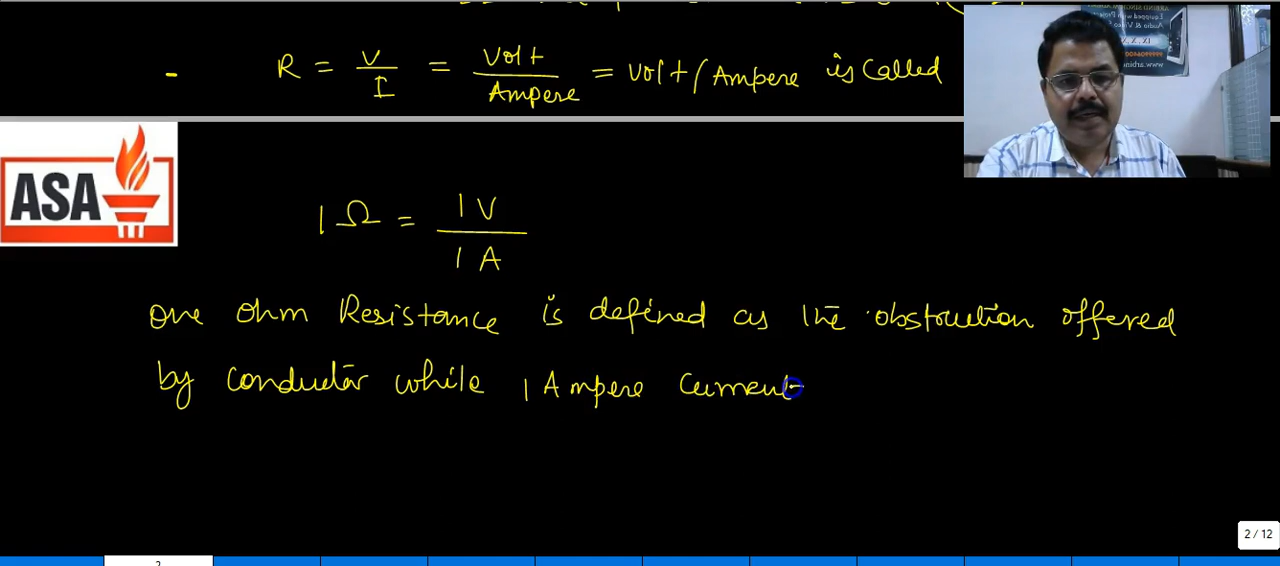 - R = V/I = Volt/Ampere = Volt/Ampere is called
ASA
1 Ω = 1 V / 1 A
One ohm Resistance is defined as the obstruction offered
by conductor while 1 Ampere current
2 / 12
2